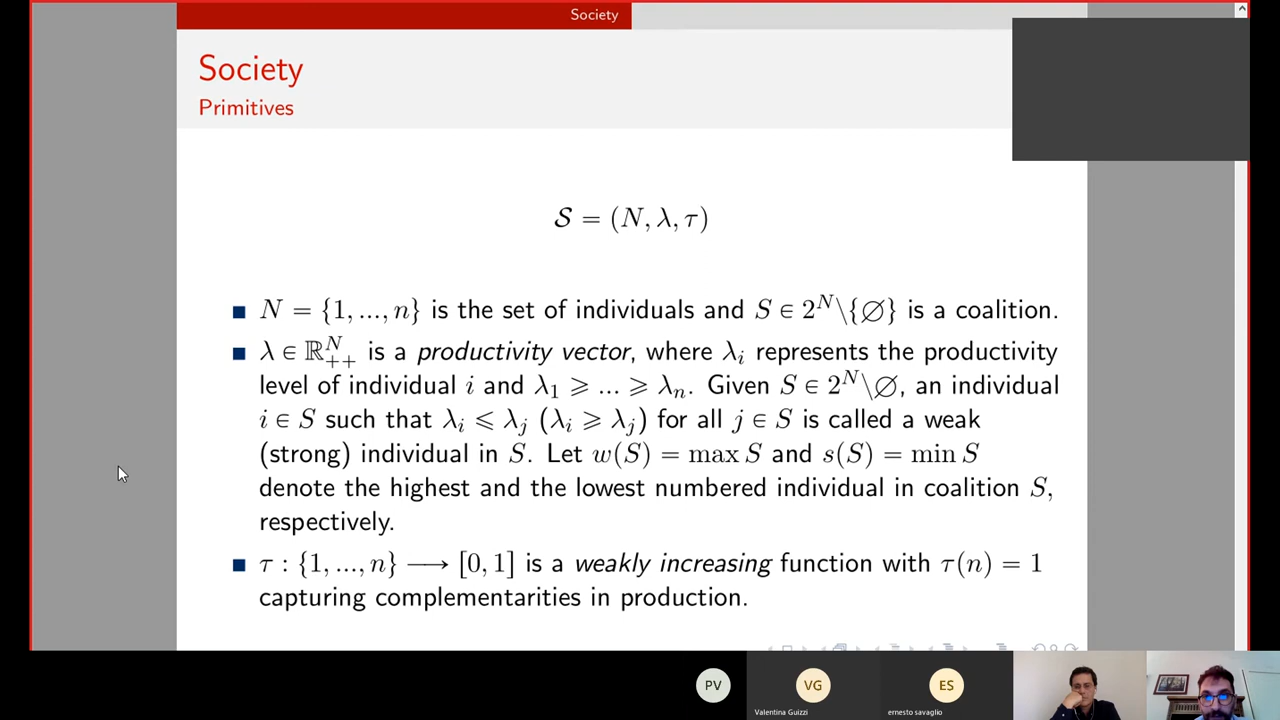 Society
Society
Primitives
𝒮 = (N, λ, τ)
■ N = {1, ..., n} is the set of individuals and S ∈ 2^N\{∅} is a coalition.
■ λ ∈ ℝ^N_++ is a productivity vector, where λ_i represents the productivity
level of individual i and λ_1 ⩾ ... ⩾ λ_n. Given S ∈ 2^N\∅, an individual
i ∈ S such that λ_i ⩽ λ_j (λ_i ⩾ λ_j) for all j ∈ S is called a weak
(strong) individual in S. Let w(S) = max S and s(S) = min S
denote the highest and the lowest numbered individual in coalition S,
respectively.
■ τ : {1, ..., n} ⟶ [0, 1] is a weakly increasing function with τ(n) = 1
capturing complementarities in production.
PV
VG
ES
Valentina Guizzi
ernesto savaglio